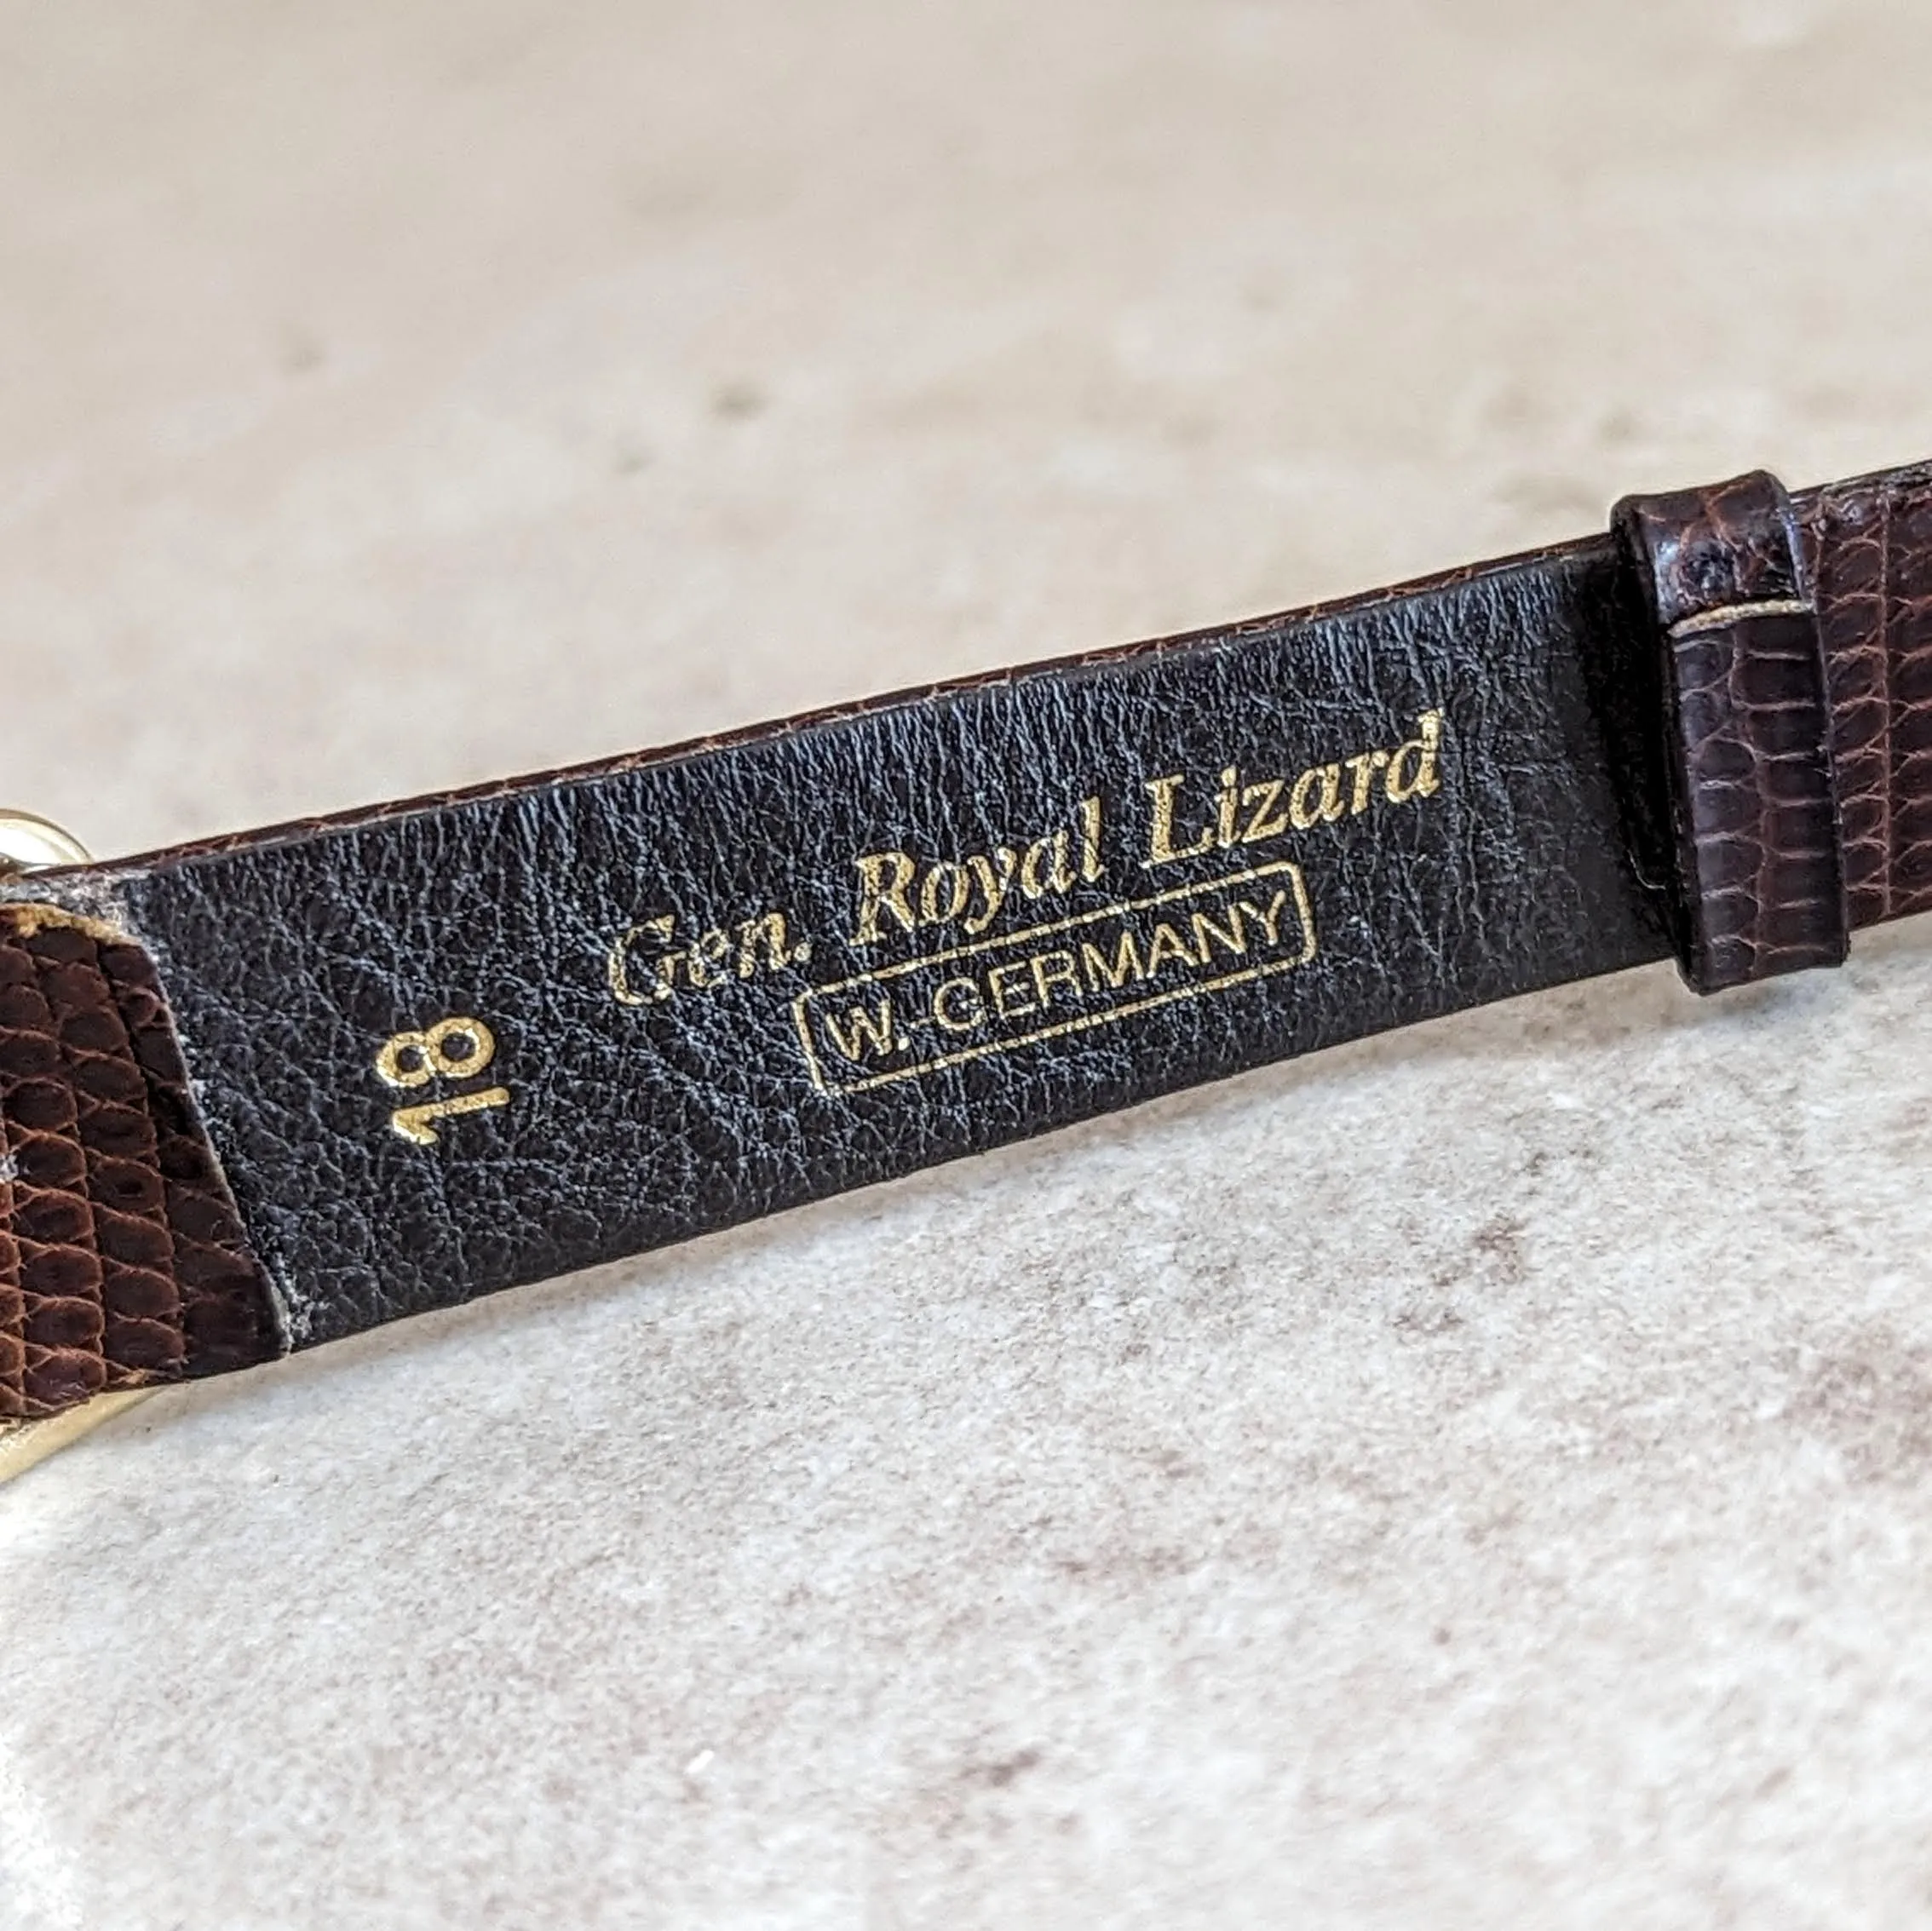 18
Gen. Royal Lizard
W.-GERMANY